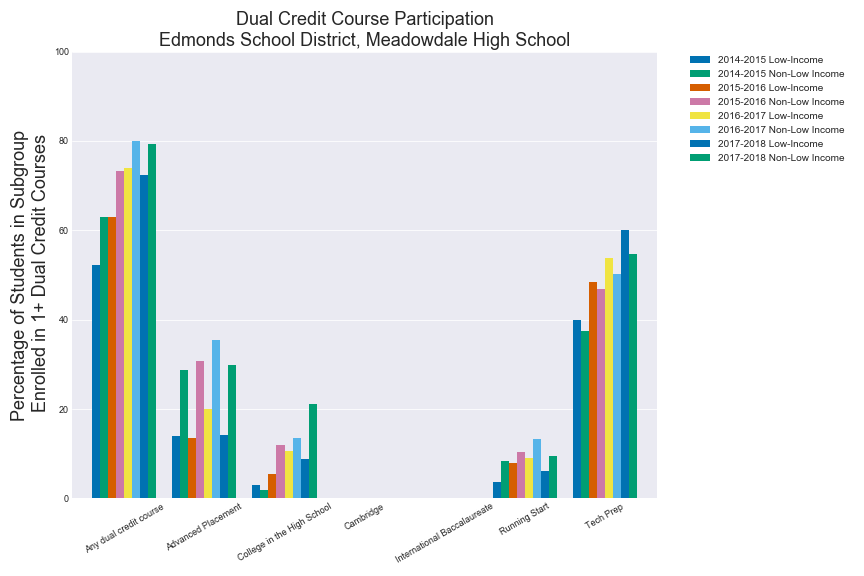 Dual Credit Course Participation
Edmonds School District, Meadowdale High School
Percentage of Students in Subgroup
Enrolled in 1+ Dual Credit Courses
100
80
60
40
20
0
Any dual credit course
Advanced Placement
College in the High School
Cambridge
International Baccalaureate
Running Start
Tech Prep
2014-2015 Low-Income
2014-2015 Non-Low Income
2015-2016 Low-Income
2015-2016 Non-Low Income
2016-2017 Low-Income
2016-2017 Non-Low Income
2017-2018 Low-Income
2017-2018 Non-Low Income